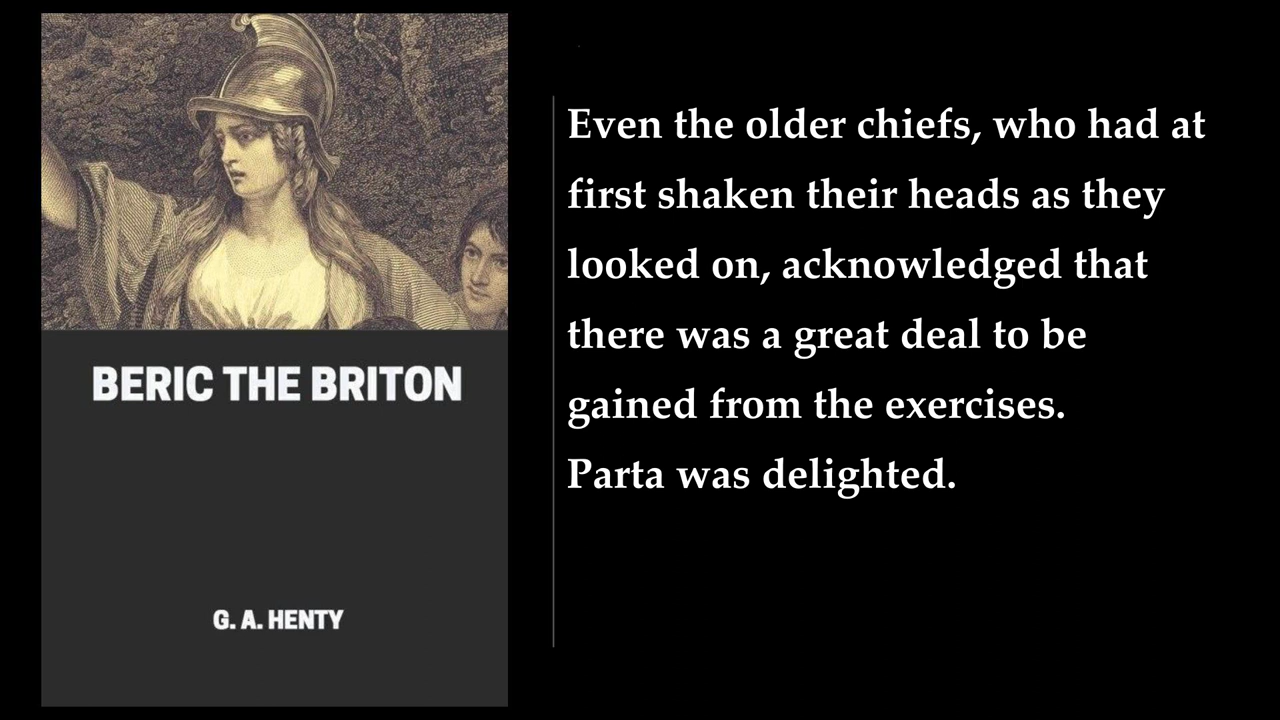 BERIC THE BRITON
G. A. HENTY
Even the older chiefs, who had at
first shaken their heads as they
looked on, acknowledged that
there was a great deal to be
gained from the exercises.
Parta was delighted.